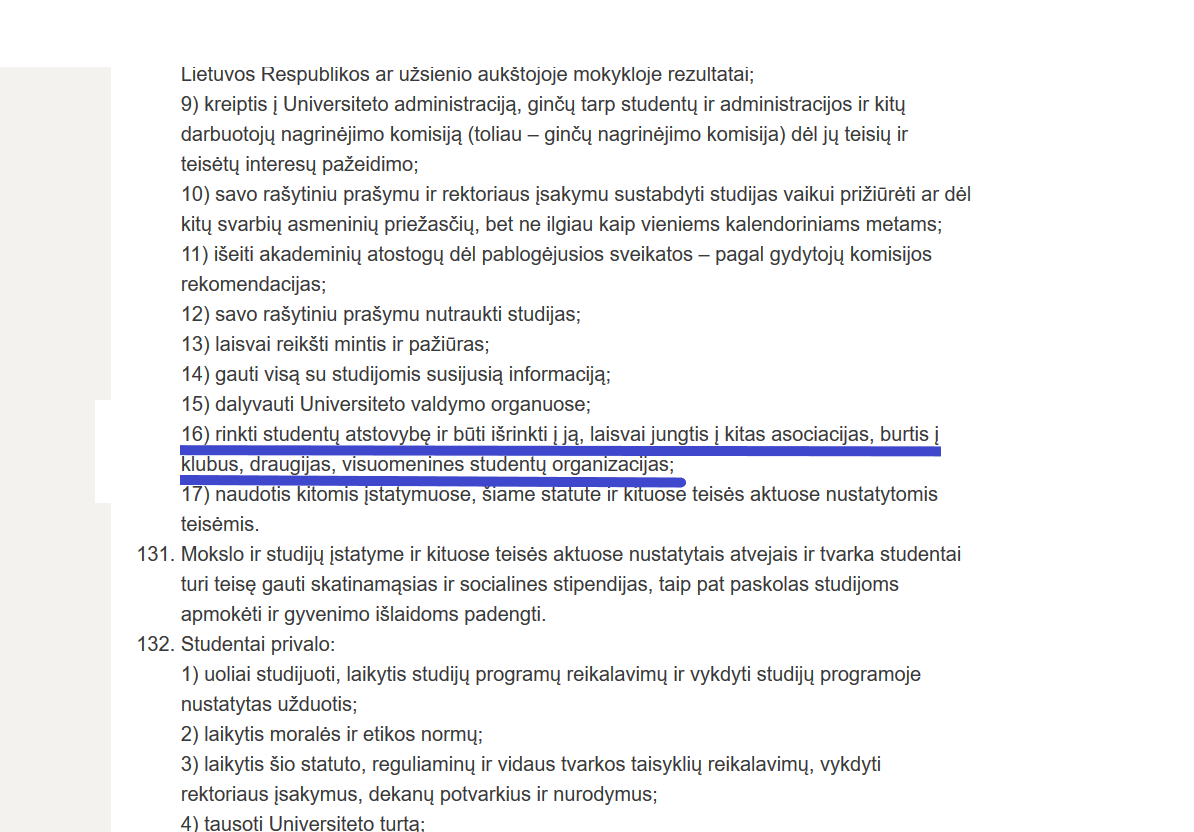 Lietuvos Respublikos ar užsienio aukštojoje mokykloje rezultatai;
9) kreiptis į Universiteto administraciją, ginčų tarp studentų ir administracijos ir kitų
darbuotojų nagrinėjimo komisiją (toliau – ginčų nagrinėjimo komisija) dėl jų teisių ir
teisėtų interesų pažeidimo;
10) savo rašytiniu prašymu ir rektoriaus įsakymu sustabdyti studijas vaikui prižiūrėti ar dėl
kitų svarbių asmeninių priežasčių, bet ne ilgiau kaip vieniems kalendoriniams metams;
11) išeiti akademinių atostogų dėl pablogėjusios sveikatos – pagal gydytojų komisijos
rekomendacijas;
12) savo rašytiniu prašymu nutraukti studijas;
13) laisvai reikšti mintis ir pažiūras;
14) gauti visą su studijomis susijusią informaciją;
15) dalyvauti Universiteto valdymo organuose;
16) rinkti studentų atstovybę ir būti išrinkti į ją, laisvai jungtis į kitas asociacijas, burtis į
klubus, draugijas, visuomenines studentų organizacijas;
17) naudotis kitomis įstatymuose, šiame statute ir kituose teisės aktuose nustatytomis
teisėmis.
131. Mokslo ir studijų įstatyme ir kituose teisės aktuose nustatytais atvejais ir tvarka studentai
turi teisę gauti skatinamąsias ir socialines stipendijas, taip pat paskolas studijoms
apmokėti ir gyvenimo išlaidoms padengti.
132. Studentai privalo:
1) uoliai studijuoti, laikytis studijų programų reikalavimų ir vykdyti studijų programoje
nustatytas užduotis;
2) laikytis moralės ir etikos normų;
3) laikytis šio statuto, reguliaminų ir vidaus tvarkos taisyklių reikalavimų, vykdyti
rektoriaus įsakymus, dekanų potvarkius ir nurodymus;
4) tausoti Universiteto turtą;